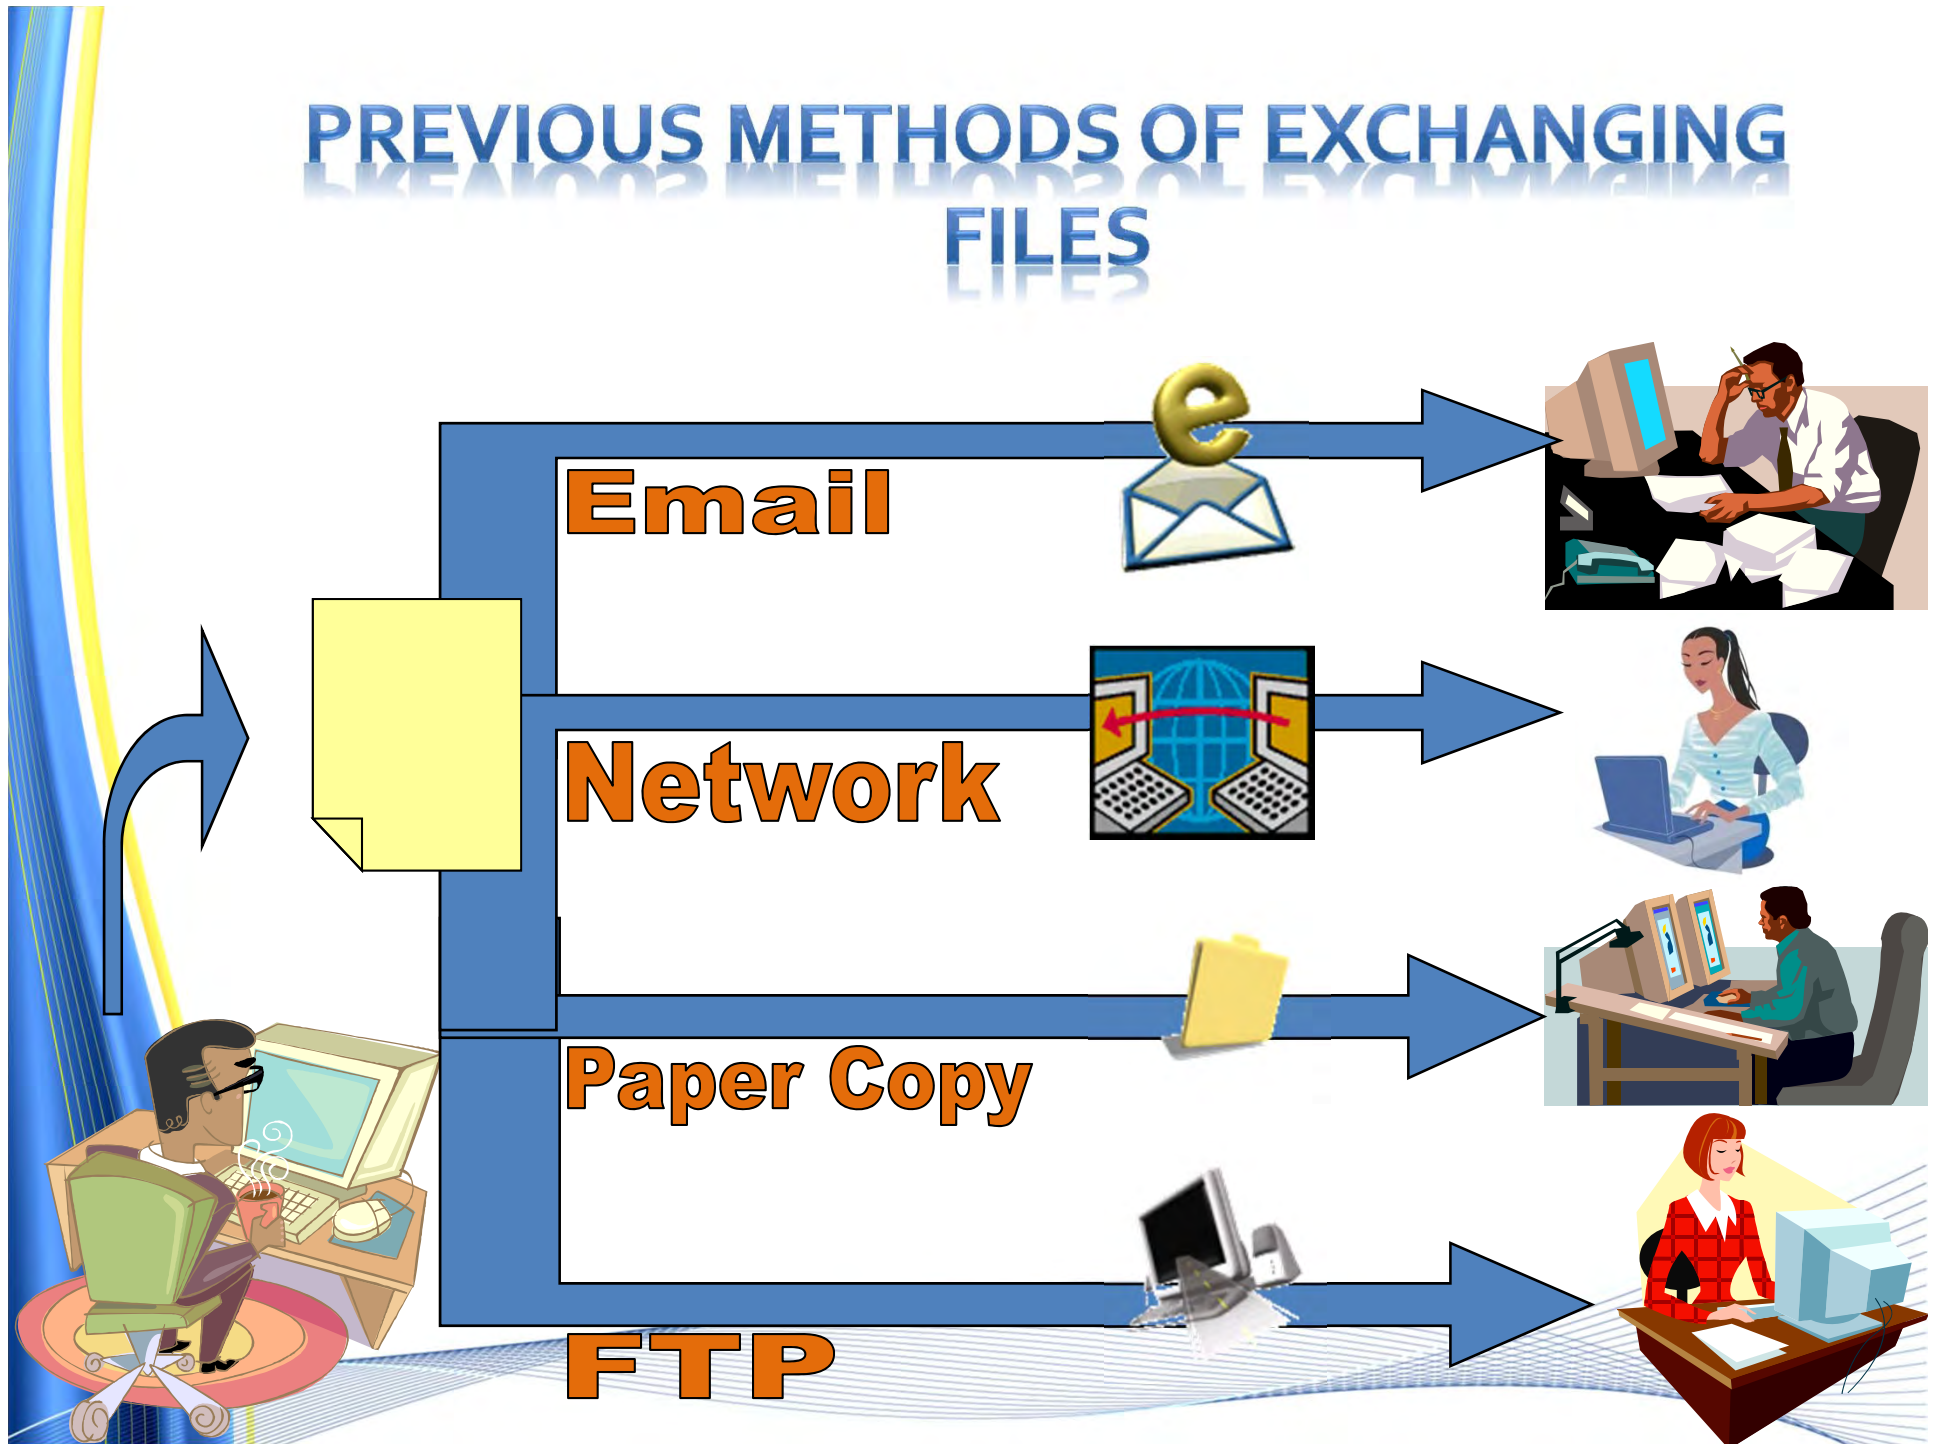 PREVIOUS METHODS OF EXCHANGING
FILES
Email
Network
Paper Copy
FTP